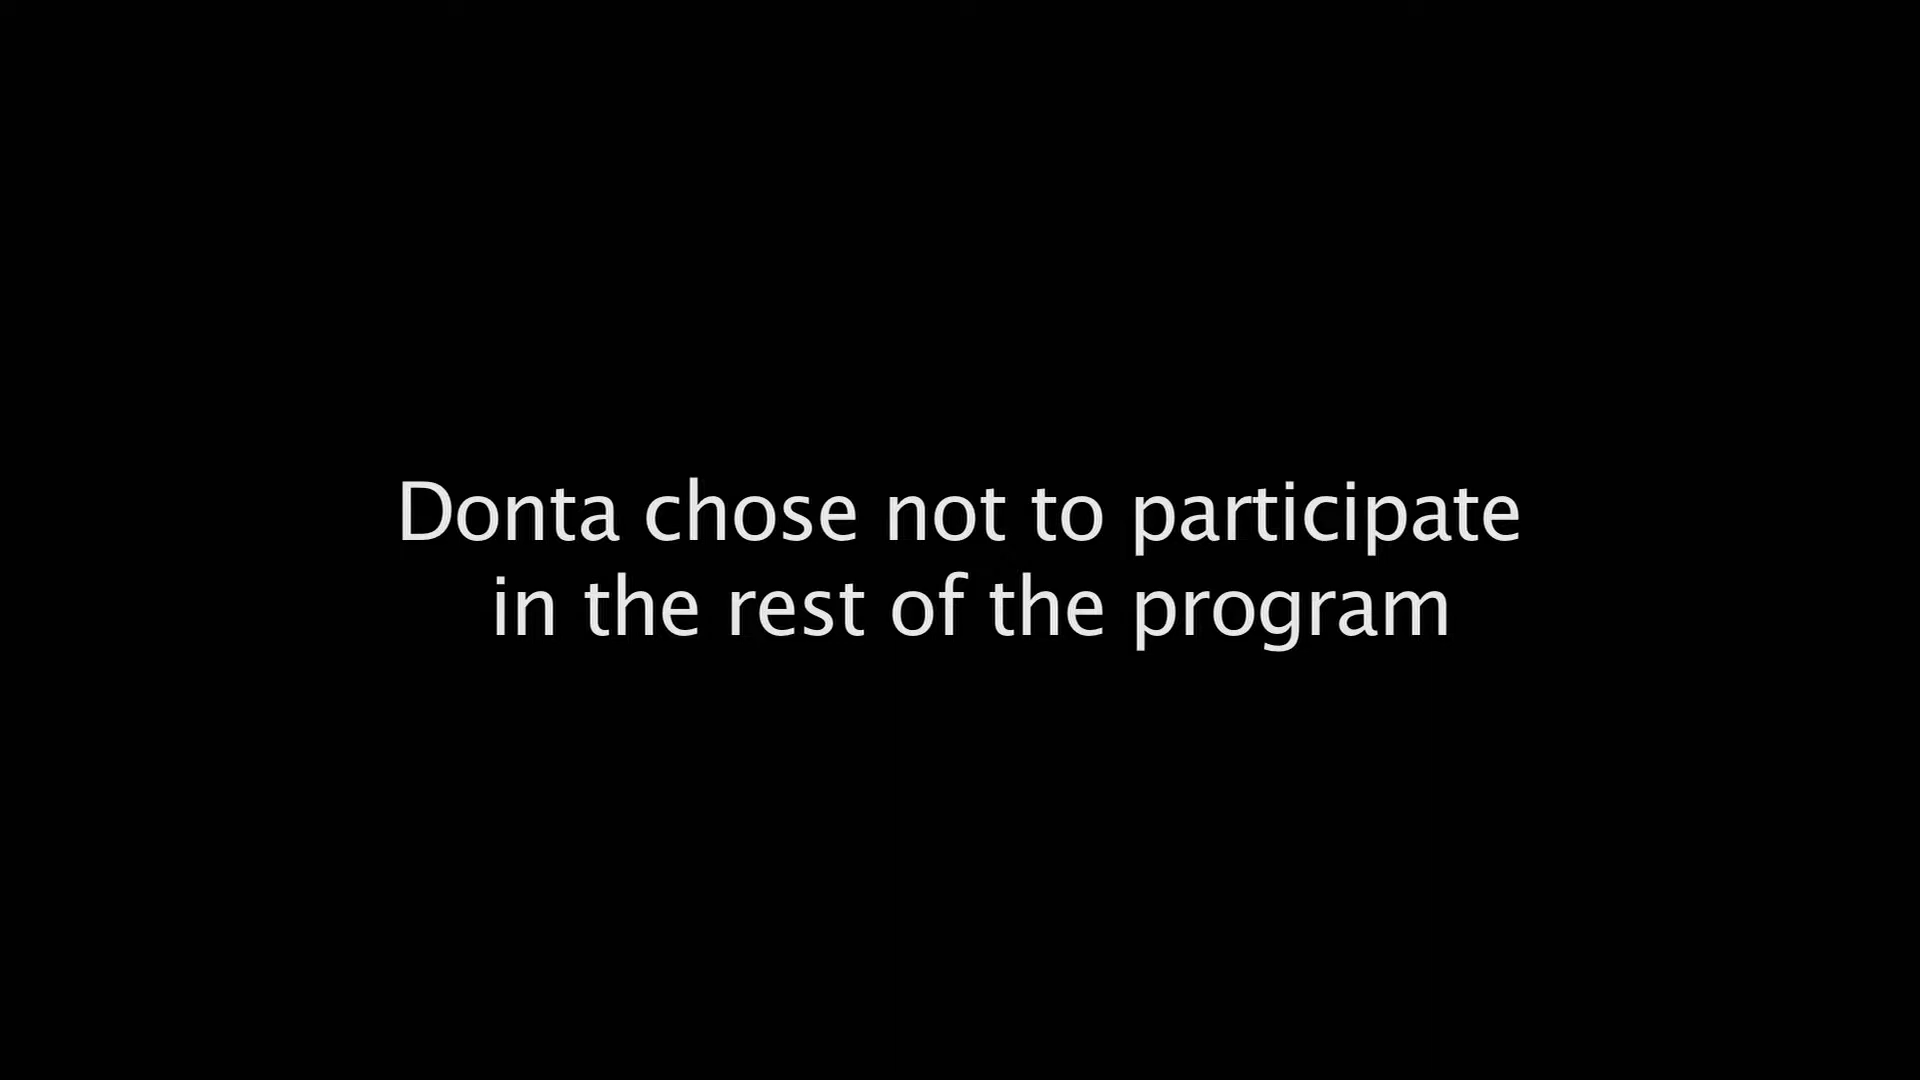 Donta chose not to participate
in the rest of the program